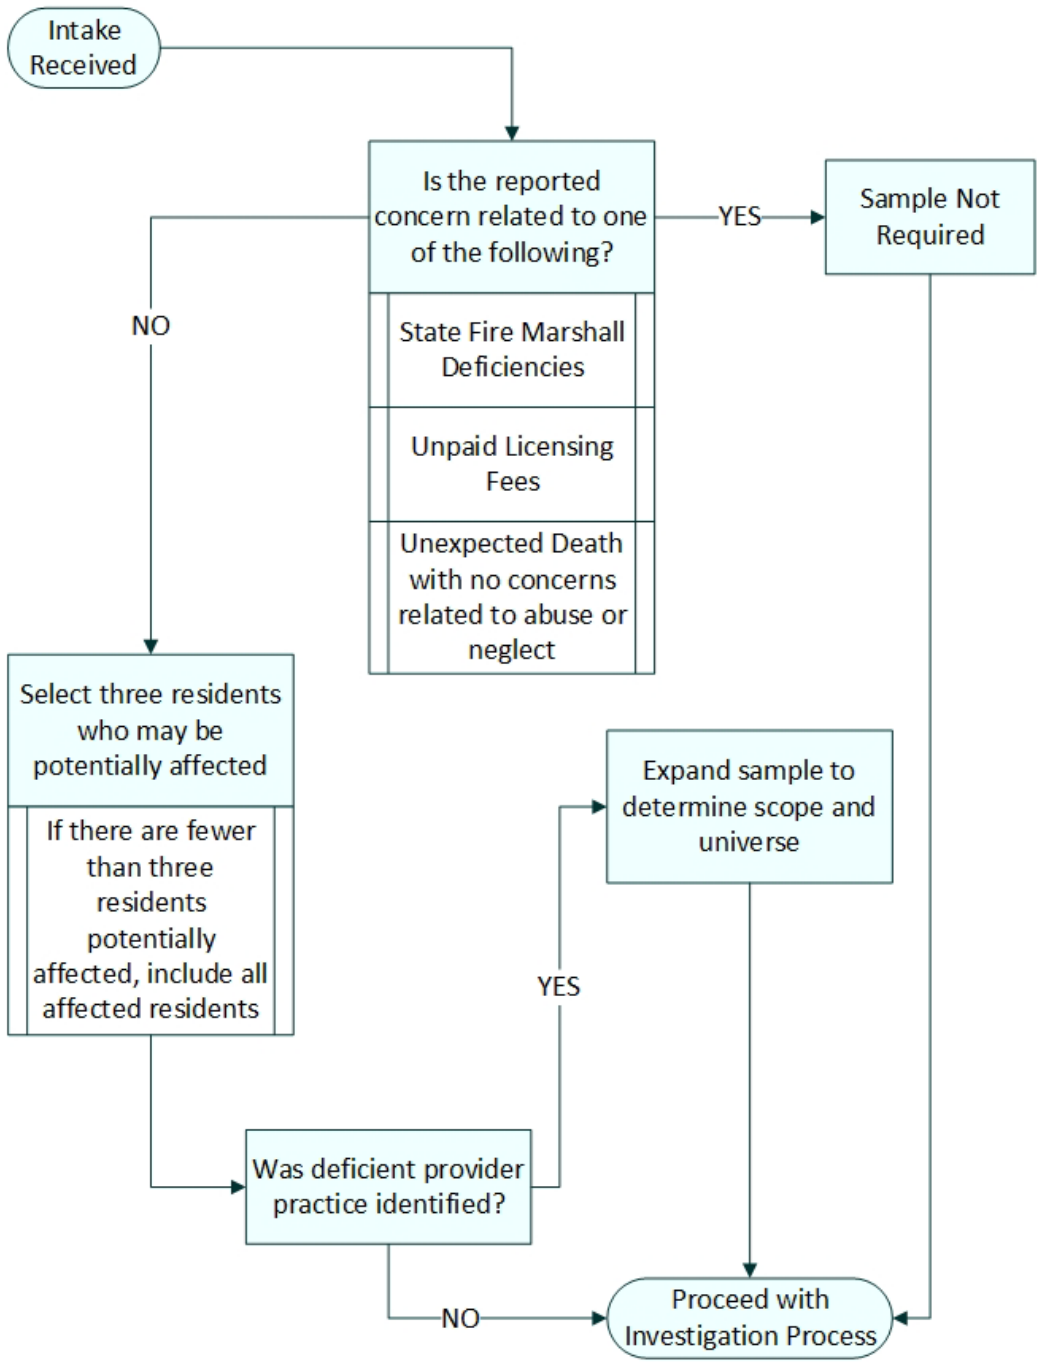 Intake
Received
Is the reported
concern related to one
of the following?
YES
Sample Not
Required
NO
State Fire Marshall
Deficiencies
Unpaid Licensing
Fees
Unexpected Death
with no concerns
related to abuse or
neglect
Select three residents
who may be
potentially affected
If there are fewer
than three
residents
potentially
affected, include all
affected residents
Expand sample to
determine scope and
universe
YES
Was deficient provider
practice identified?
NO
Proceed with
Investigation Process